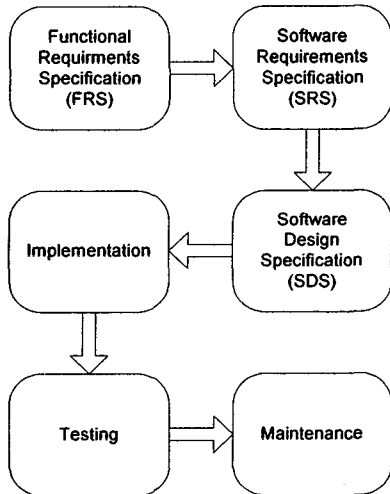 Functional
Requirments
Specification
(FRS)
Software
Requirements
Specification
(SRS)
Software
Design
Specification
(SDS)
Implementation
Testing
Maintenance